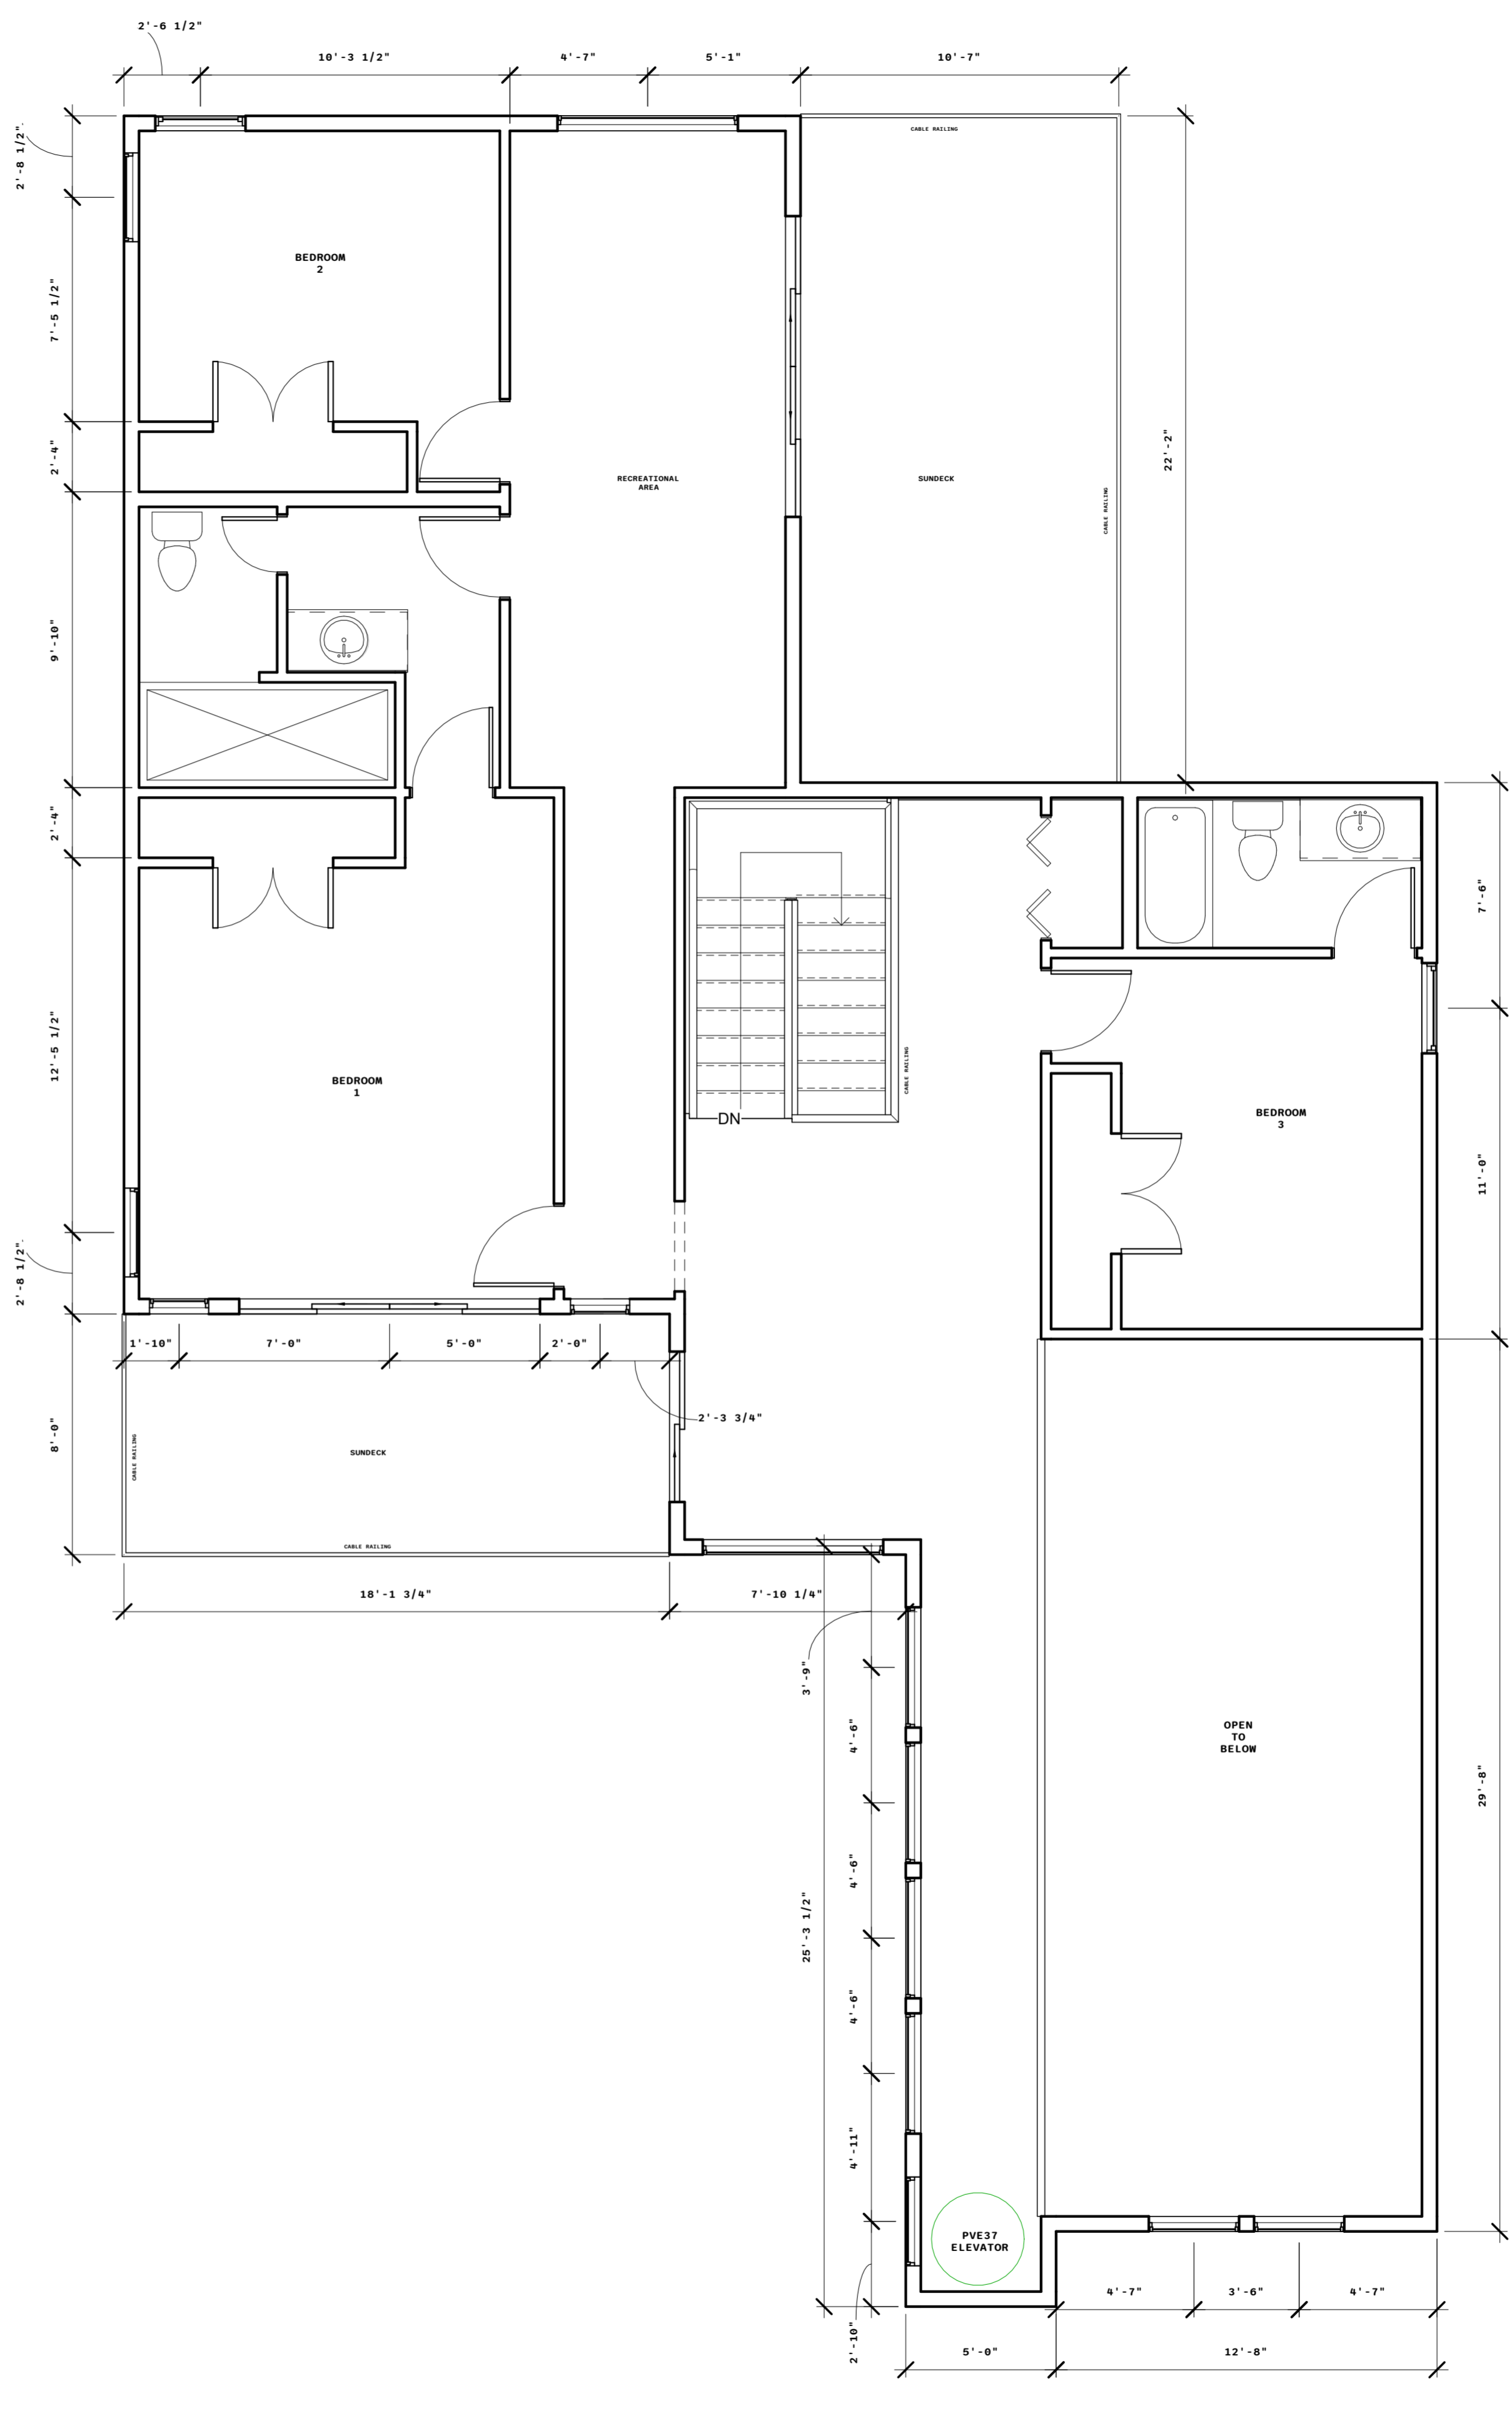 2'-6 1/2"
10'-3 1/2"
4'-7"
5'-1"
10'-7"
CABLE RAILING
2'-8 1/2"
BEDROOM
2
7'-5 1/2"
2'-4"
RECREATIONAL
AREA
SUNDECK
CABLE RAILING
22'-2"
9'-10"
2'-4"
7'-6"
12'-5 1/2"
BEDROOM
1
CABLE RAILING
DN
BEDROOM
3
11'-0"
2'-8 1/2"
1'-10"
7'-0"
5'-0"
2'-0"
2'-3 3/4"
8'-0"
CABLE RAILING
SUNDECK
CABLE RAILING
18'-1 3/4"
7'-10 1/4"
3'-9"
4'-6"
OPEN
TO
BELOW
29'-8"
4'-6"
25'-3 1/2"
4'-6"
4'-11"
PVE37
ELEVATOR
4'-7"
3'-6"
4'-7"
2'-10"
5'-0"
12'-8"